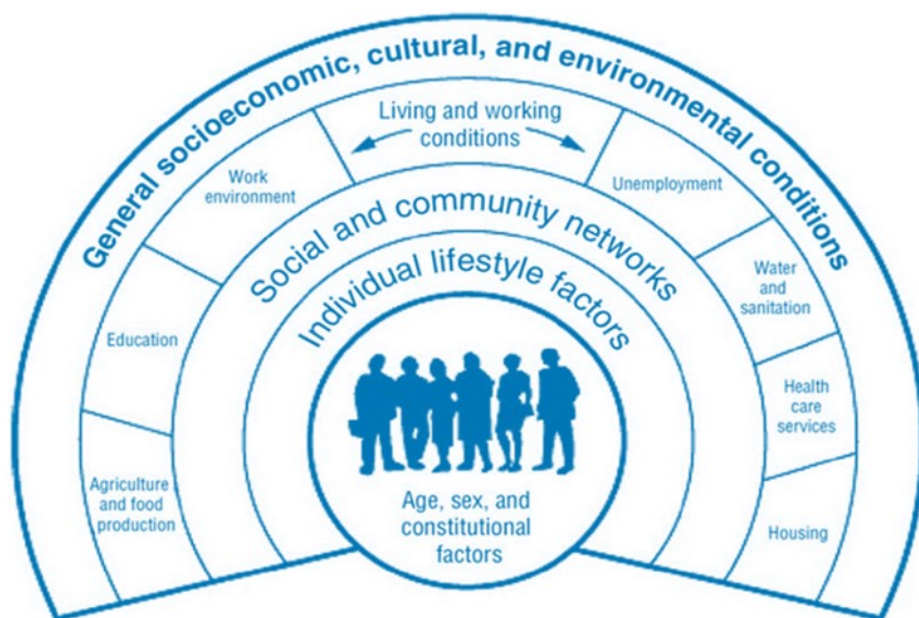 General socioeconomic, cultural, and environmental conditions
Living and working
conditions
Work
environment
Unemployment
Education
Water
and
sanitation
Agriculture
and food
production
Health
care
services
Housing
Social and community networks
Individual lifestyle factors
Age, sex, and
constitutional
factors